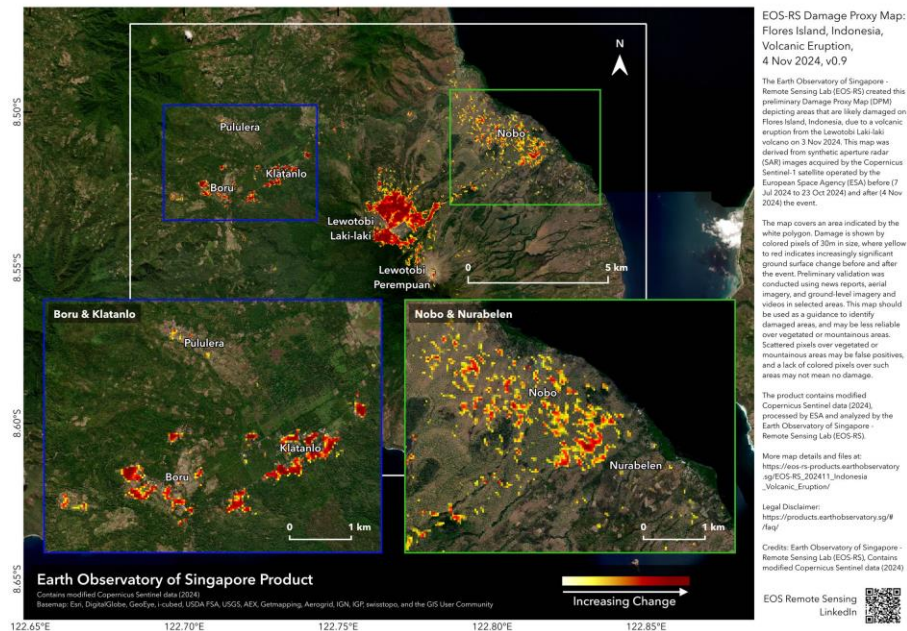 EOS-RS Damage Proxy Map:
Flores Island, Indonesia,
Volcanic Eruption,
4 Nov 2024, v0.9
The Earth Observatory of Singapore -
Remote Sensing Lab (EOS-RS) created this
preliminary Damage Proxy Map (DPM)
depicting areas that are likely damaged on
Flores Island, Indonesia, due to a volcanic
eruption from the Lewotobi Laki-laki
volcano on 3 Nov 2024. This map was
derived from synthetic aperture radar
(SAR) images acquired by the Copernicus
Sentinel-1 satellite operated by the
European Space Agency (ESA) before (7
Jul 2024 to 23 Oct 2024) and after (4 Nov
2024) the event.
The map covers an area indicated by the
white polygon. Damage is shown by
colored pixels of 30m in size, where yellow
to red indicates increasingly significant
ground surface change before and after
the event. Preliminary validation was
conducted using news reports, aerial
imagery, and ground-level imagery and
videos in selected areas. This map should
be used as a guidance to identify
damaged areas, and may be less reliable
over vegetated or mountainous areas.
Scattered pixels over vegetated or
mountainous areas may be false positives,
and a lack of colored pixels over such
areas may not mean no damage.
The product contains modified
Copernicus Sentinel data (2024),
processed by ESA and analyzed by the
Earth Observatory of Singapore -
Remote Sensing Lab (EOS-RS).
More map details and files at:
https://eos-rs-products.earthobservatory
.sg/EOS-RS_202411_Indonesia
_Volcanic_Eruption/
Legal Disclaimer:
https://products.earthobservatory.sg/#
/faq/
Credits: Earth Observatory of Singapore -
Remote Sensing Lab (EOS-RS), Contains
modified Copernicus Sentinel data (2024)
EOS Remote Sensing
LinkedIn
N
8.50°S
8.55°S
8.60°S
8.65°S
Pululera
Boru
Klatanlo
Nobo
Lewotobi
Laki-laki
Lewotobi
Perempuan
0 5 km
Boru & Klatanlo
Pululera
Klatanlo
Boru
0 1 km
Nobo & Nurabelen
Nobo
Nurabelen
0 1 km
Earth Observatory of Singapore Product
Contains modified Copernicus Sentinel data (2024)
Basemap: Esri, DigitalGlobe, GeoEye, i-cubed, USDA FSA, USGS, AEX, Getmapping, Aerogrid, IGN, IGP, swisstopo, and the GIS User Community
Increasing Change
122.65°E 122.70°E 122.75°E 122.80°E 122.85°E